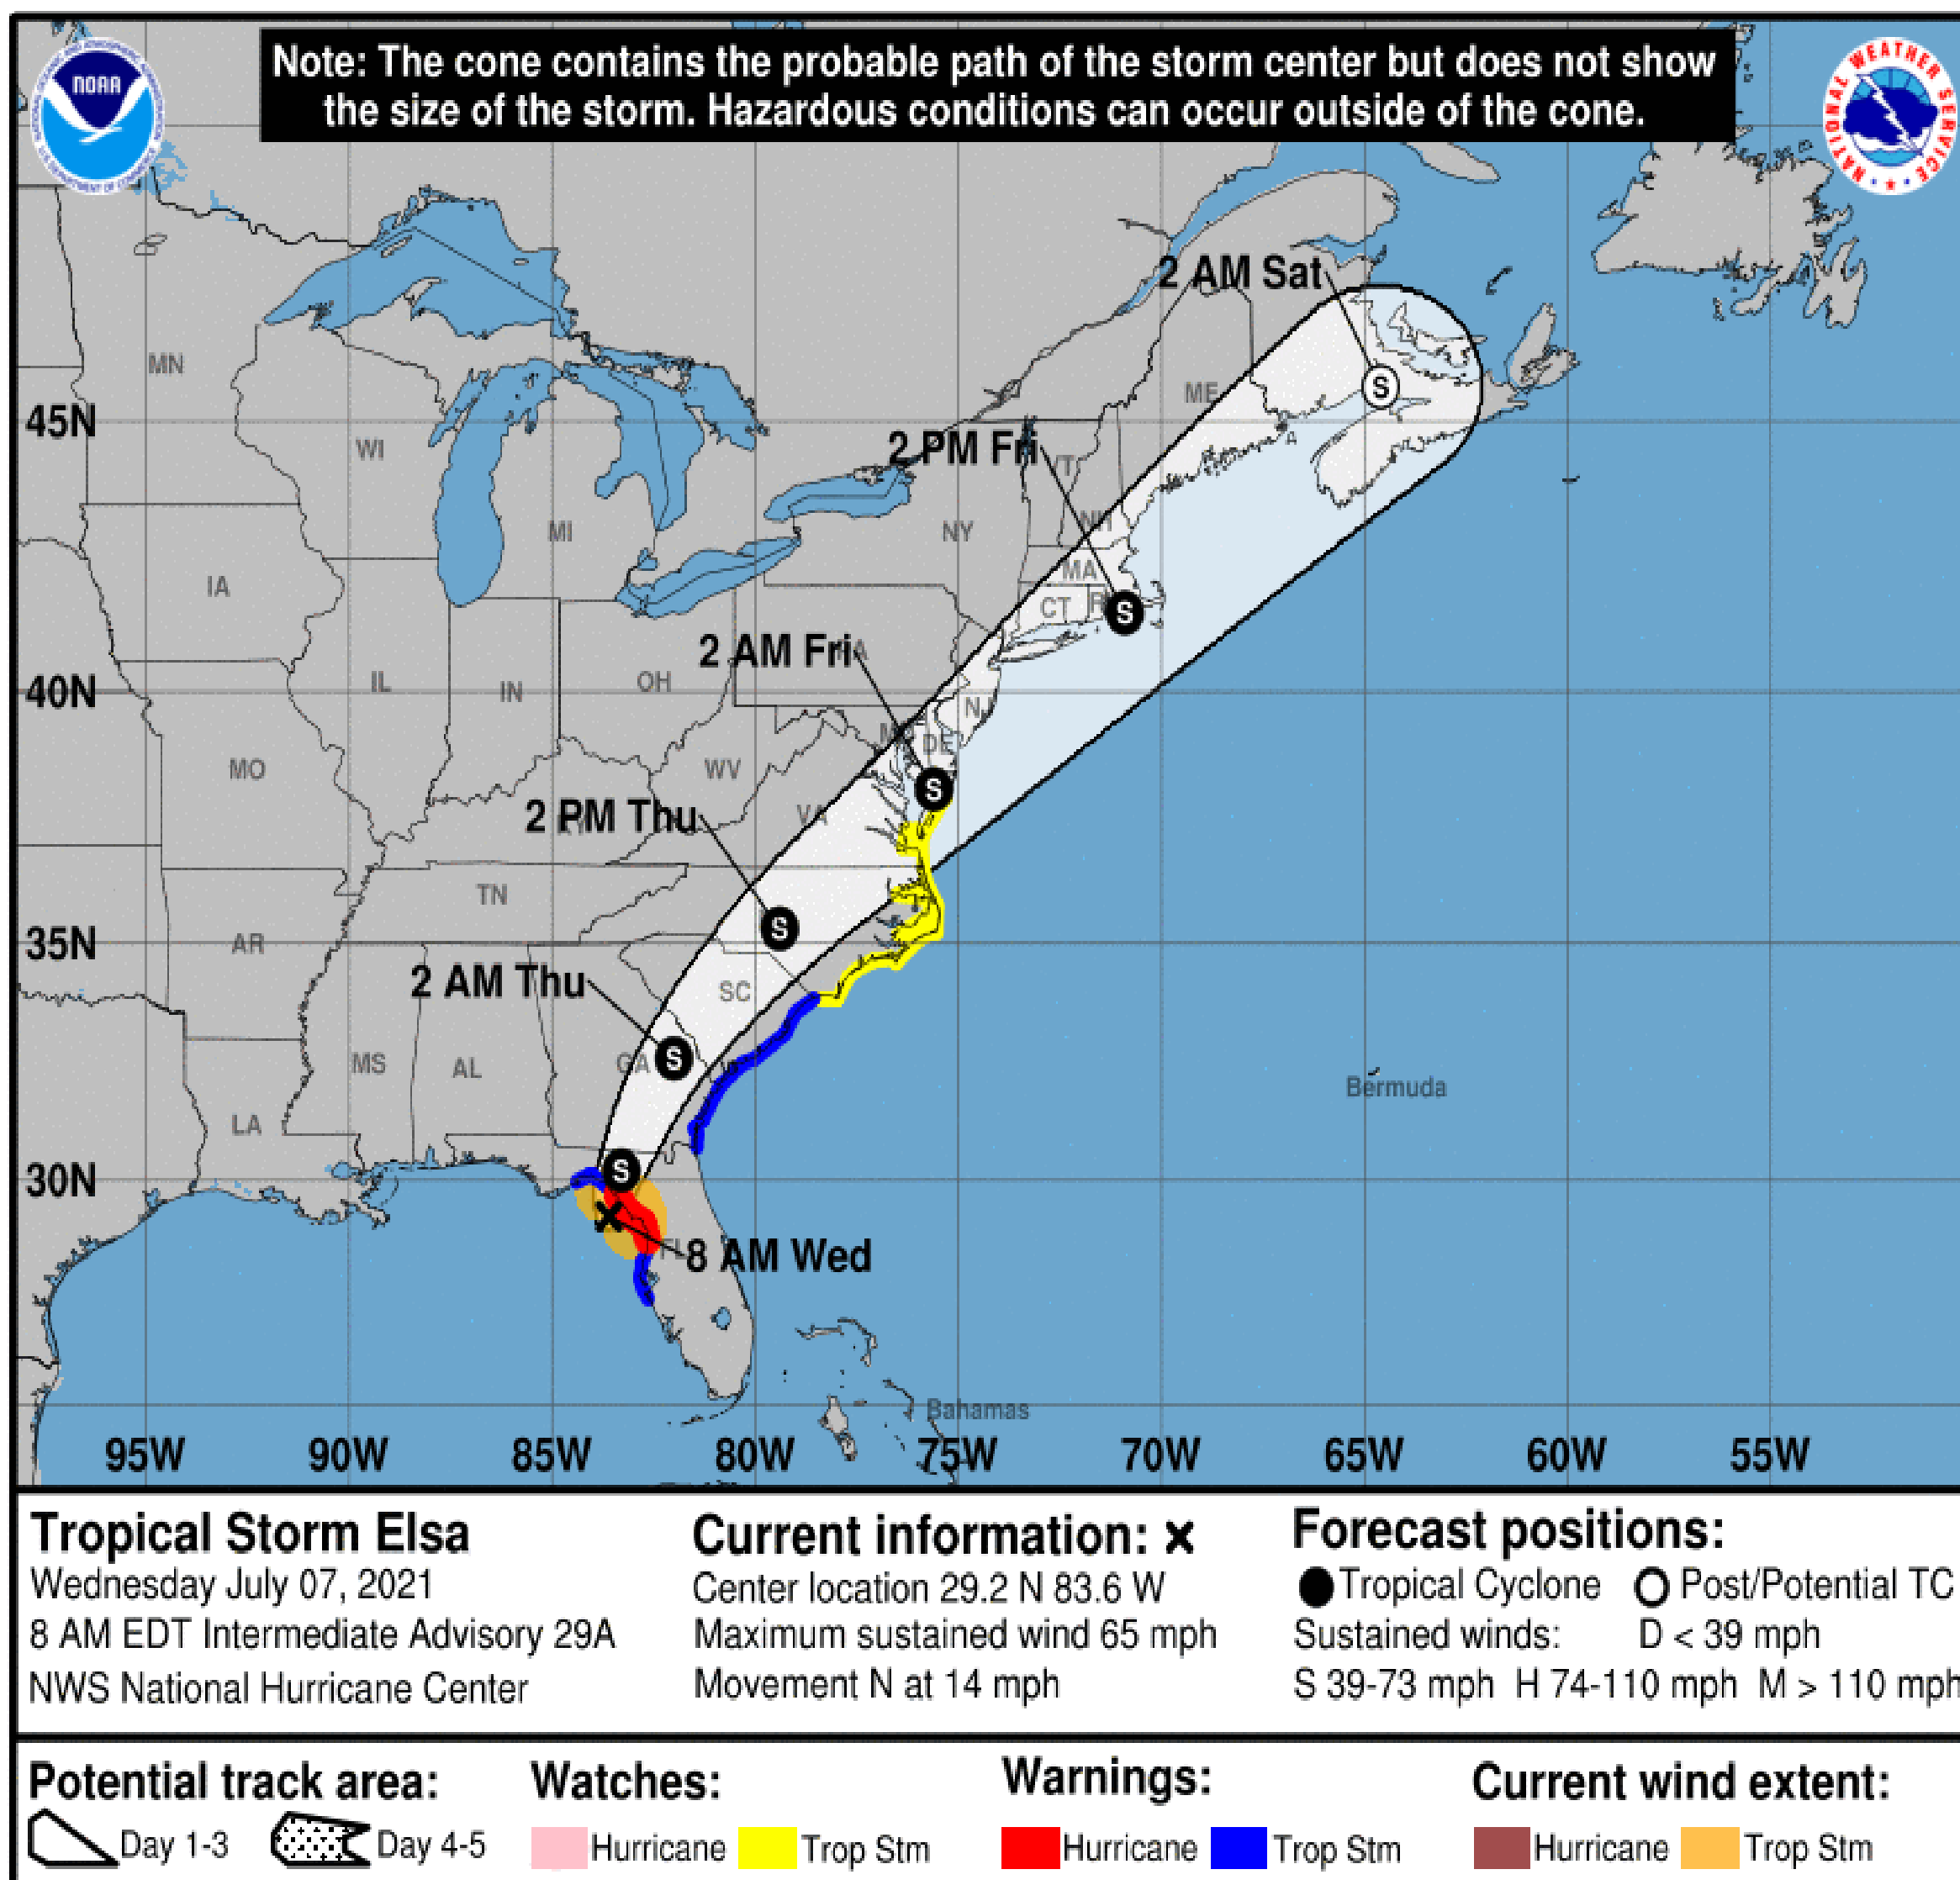 Note: The cone contains the probable path of the storm center but does not show
the size of the storm. Hazardous conditions can occur outside of the cone.
NOAA
NATIONAL WEATHER SERVICE
2 AM Sat
MN
ME
45N
2 PM Fri
WI
VT
NH
MI
NY
MA
IA
CT
2 AM Fri
IL
IN
OH
40N
NJ
DE
MO
WV
2 PM Thu
VA
TN
AR
35N
2 AM Thu
SC
MS
AL
GA
Bermuda
LA
30N
FL
8 AM Wed
Bahamas
95W 90W 85W 80W 75W 70W 65W 60W 55W
S
S
S
S
S
S
Tropical Storm Elsa
Wednesday July 07, 2021
8 AM EDT Intermediate Advisory 29A
NWS National Hurricane Center
Current information: x
Center location 29.2 N 83.6 W
Maximum sustained wind 65 mph
Movement N at 14 mph
Forecast positions:
Tropical Cyclone Post/Potential TC
Sustained winds: D < 39 mph
S 39-73 mph H 74-110 mph M > 110 mph
Potential track area:
Day 1-3 Day 4-5
Watches:
Hurricane Trop Stm
Warnings:
Hurricane Trop Stm
Current wind extent:
Hurricane Trop Stm